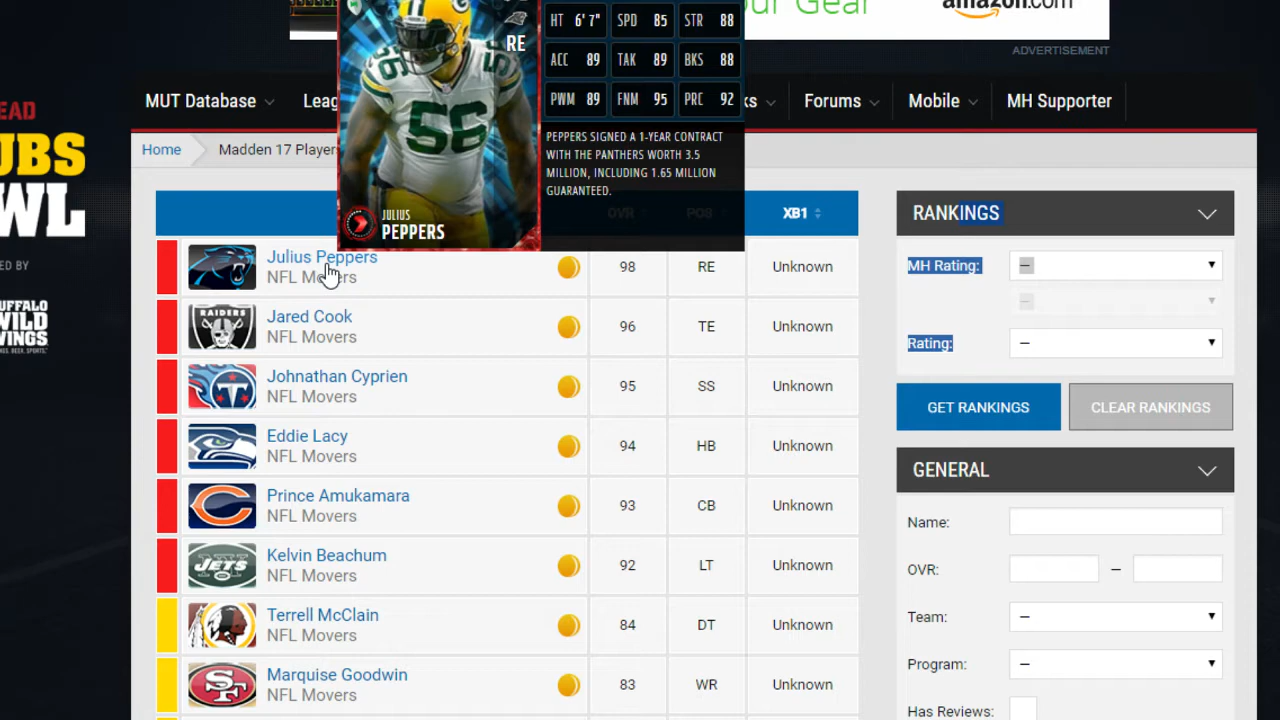 our Gear
amazon.com
ADVERTISEMENT
HT 6' 7" SPD 85 STR 88
RE
ACC 89 TAK 89 BKS 88
PWM 89 FNM 95 PRC 92
56
PEPPERS SIGNED A 1-YEAR CONTRACT
WITH THE PANTHERS WORTH 3.5
MILLION, INCLUDING 1.65 MILLION
GUARANTEED.
JULIUS
PEPPERS
MUT Database Leag ks Forums Mobile MH Supporter
Home Madden 17 Player
OVR POS XB1
Julius Peppers
NFL Movers
98 RE Unknown
Jared Cook
NFL Movers
96 TE Unknown
RAIDERS
Johnathan Cyprien
NFL Movers
95 SS Unknown
Eddie Lacy
NFL Movers
94 HB Unknown
Prince Amukamara
NFL Movers
93 CB Unknown
Kelvin Beachum
NFL Movers
92 LT Unknown
JETS
Terrell McClain
NFL Movers
84 DT Unknown
Marquise Goodwin
NFL Movers
83 WR Unknown
SF
RANKINGS
MH Rating: —
—
Rating: —
GET RANKINGS CLEAR RANKINGS
GENERAL
Name:
OVR: –
Team: —
Program: —
Has Reviews:
EAD
UBS
WL
ED BY
UFFALO
WILD
WINGS